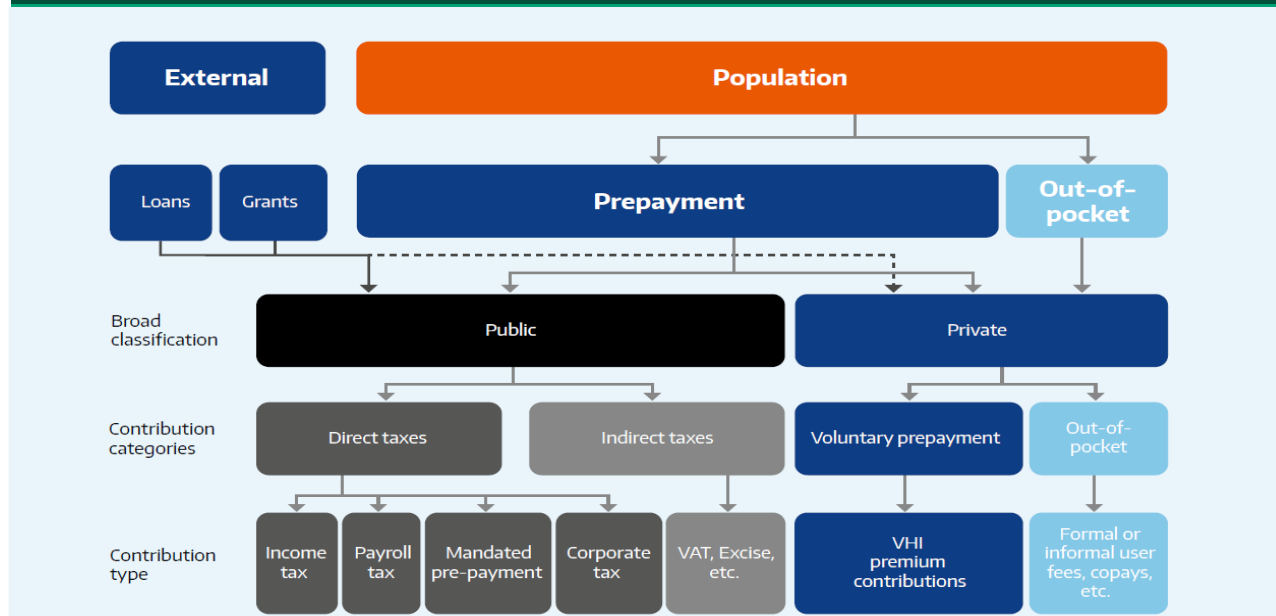 External
Population
Loans
Grants
Prepayment
Out-of-
pocket
Broad
classification
Public
Private
Contribution
categories
Direct taxes
Indirect taxes
Voluntary prepayment
Out-of-
pocket
Contribution
type
Income
tax
Payroll
tax
Mandated
pre-payment
Corporate
tax
VAT, Excise,
etc.
VHI
premium
contributions
Formal or
informal user
fees, copays,
etc.